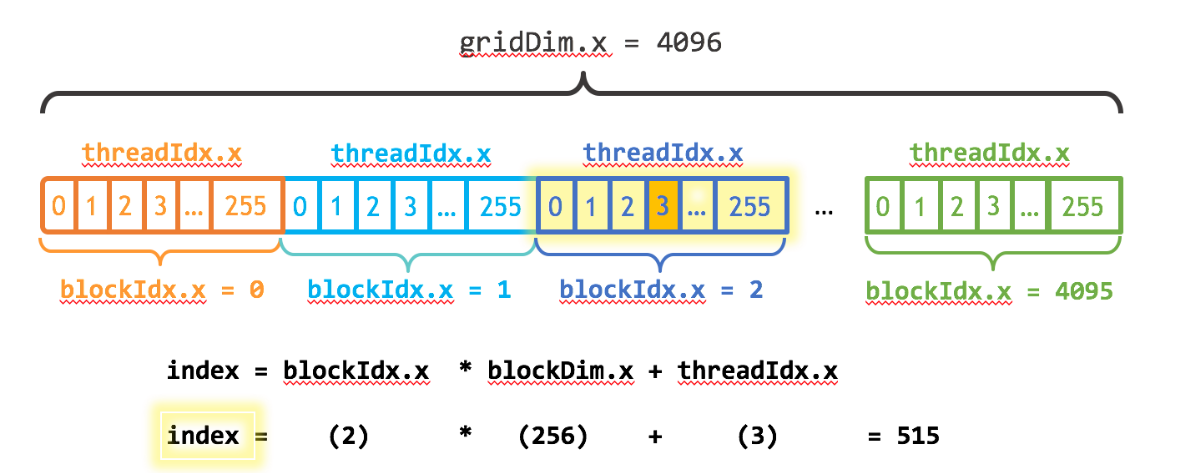 gridDim.x = 4096
threadIdx.x threadIdx.x threadIdx.x threadIdx.x
0 1 2 3 ... 255 0 1 2 3 ... 255 0 1 2 3 ... 255 ... 0 1 2 3 ... 255
blockIdx.x = 0 blockIdx.x = 1 blockIdx.x = 2 blockIdx.x = 4095
index = blockIdx.x * blockDim.x + threadIdx.x
index = (2) * (256) + (3) = 515